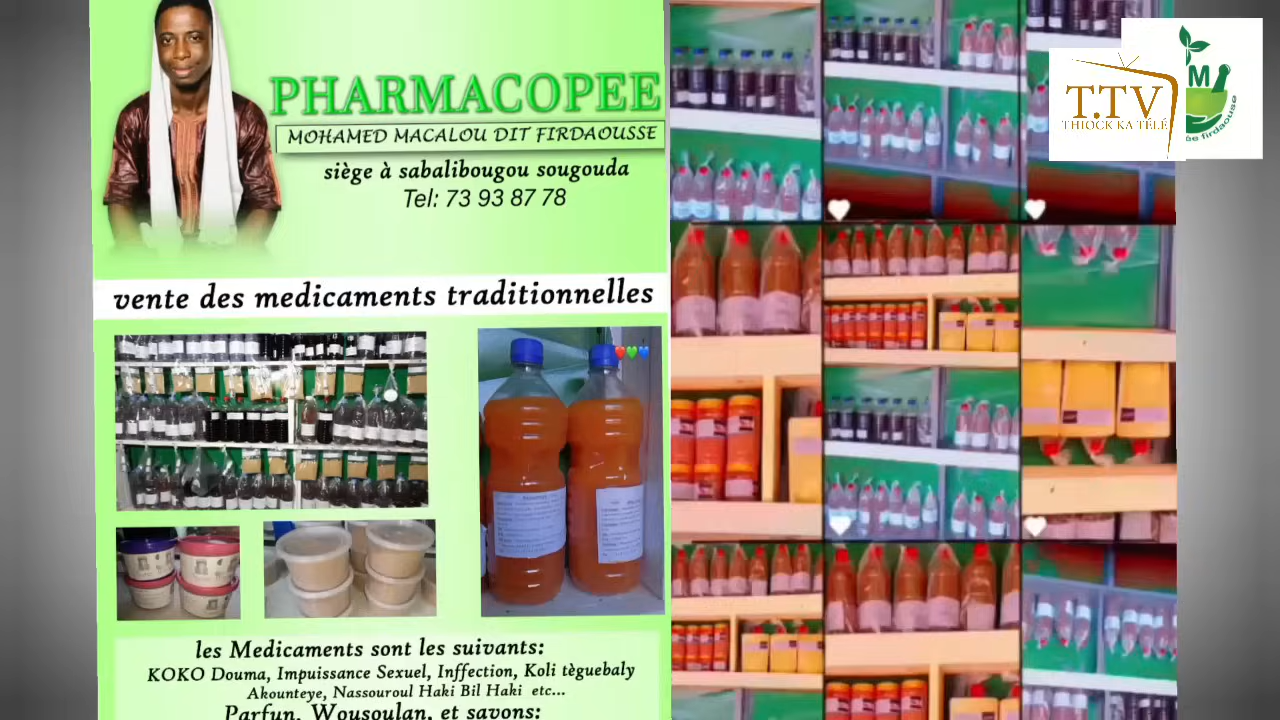 PHARMACOPEE
MOHAMED MACALOU DIT FIRDAOUSSE
siège à sabalibougou sougouda
Tel: 73 93 87 78
vente des medicaments traditionnelles
les Medicaments sont les suivants:
KOKO Douma, Impuissance Sexuel, Inffection, Koli tèguebaly
Akounteye, Nassouroul Haki Bil Haki etc...
Parfun, Wousoulan, et savons:
T.TV
THIOCK KA TÉLÉ
M
firdaouse